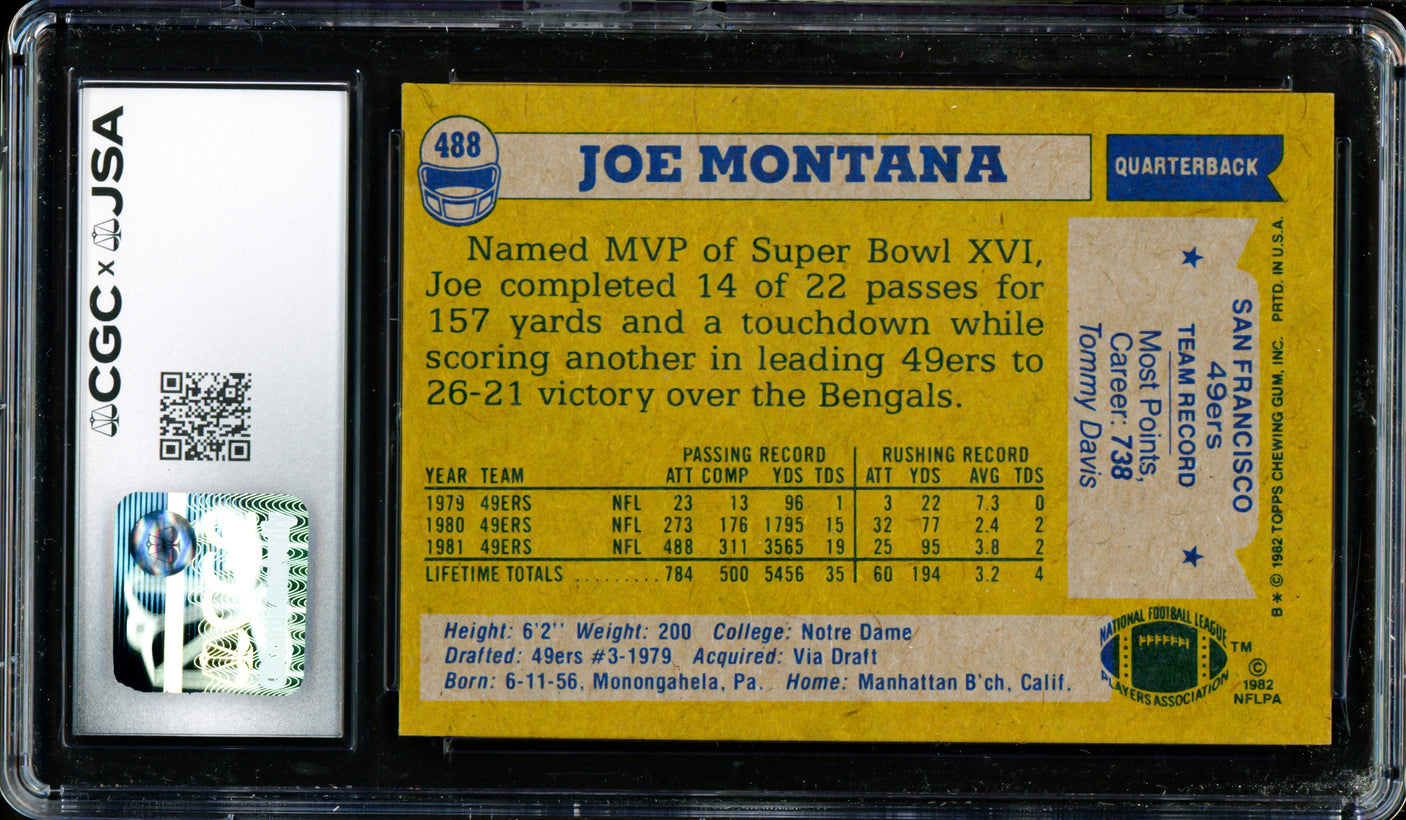 CGC x JSA
488
JOE MONTANA
QUARTERBACK
Named MVP of Super Bowl XVI,
Joe completed 14 of 22 passes for
157 yards and a touchdown while
scoring another in leading 49ers to
26-21 victory over the Bengals.
PASSING RECORD RUSHING RECORD
YEAR TEAM ATT COMP YDS TDS ATT YDS AVG TDS
1979 49ERS NFL 23 13 96 1 3 22 7.3 0
1980 49ERS NFL 273 176 1795 15 32 77 2.4 2
1981 49ERS NFL 488 311 3565 19 25 95 3.8 2
LIFETIME TOTALS ......... 784 500 5456 35 60 194 3.2 4
Height: 6'2'' Weight: 200 College: Notre Dame
Drafted: 49ers #3-1979 Acquired: Via Draft
Born: 6-11-56, Monongahela, Pa. Home: Manhattan B'ch, Calif.
SAN FRANCISCO
49ers
TEAM RECORD
Most Points,
Career: 738
Tommy Davis
B* © 1982 TOPPS CHEWING GUM, INC. PRTD. IN U.S.A.
NATIONAL FOOTBALL LEAGUE
PLAYERS ASSOCIATION
TM
©
1982
NFLPA